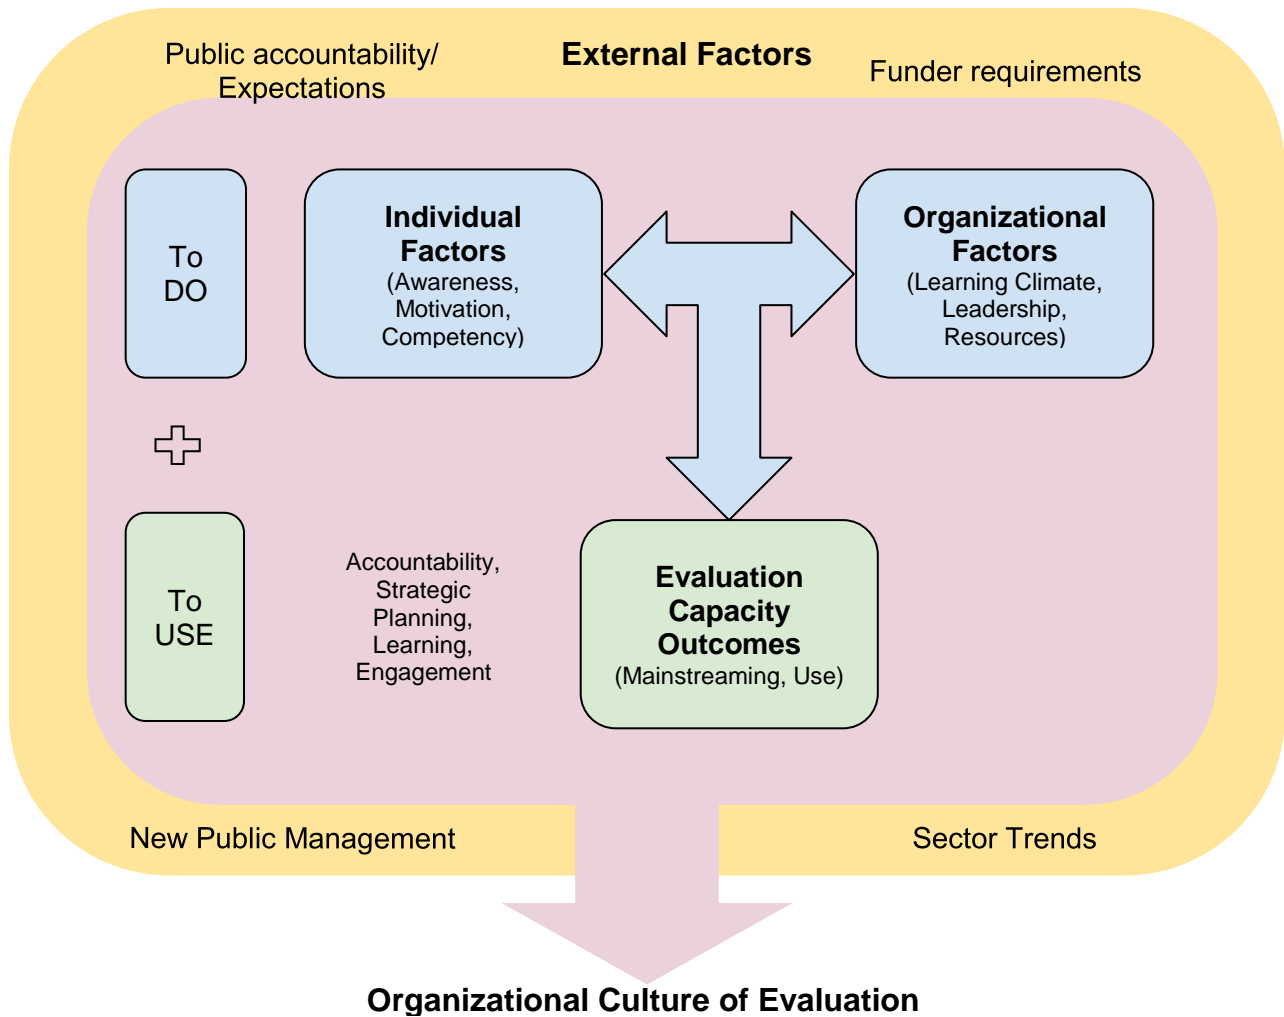 Public accountability/
Expectations
External Factors
Funder requirements
To
DO
Individual
Factors
(Awareness,
Motivation,
Competency)
Organizational
Factors
(Learning Climate,
Leadership,
Resources)
To
USE
Accountability,
Strategic
Planning,
Learning,
Engagement
Evaluation
Capacity
Outcomes
(Mainstreaming, Use)
New Public Management
Sector Trends
Organizational Culture of Evaluation